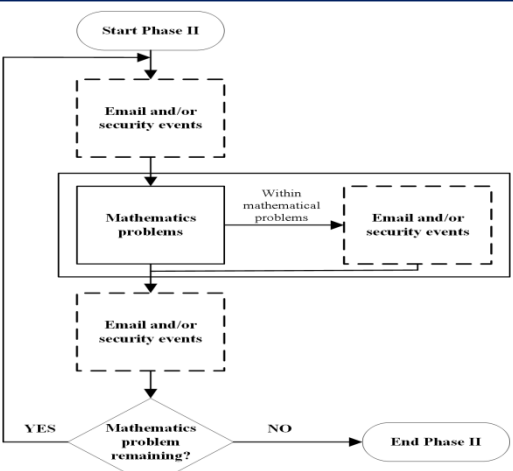 Start Phase II
Email and/or
security events
Within
mathematical
problems
Mathematics
problems
Email and/or
security events
Email and/or
security events
YES
Mathematics
problem
remaining?
NO
End Phase II